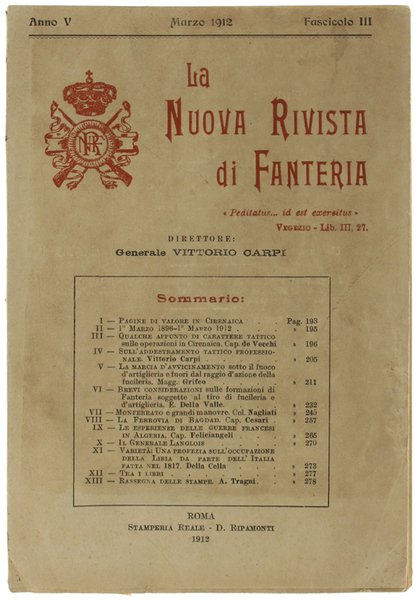 Anno V Marzo 1912 Fascicolo III
La
NUOVA RIVISTA
di FANTERIA
NRF
« Peditatus... id est exersitus »
VEGEZIO - Lib. III, 27.
DIRETTORE:
Generale VITTORIO CARPI
Sommario:
I — PAGINE DI VALORE IN CIRENAICA . Pag. 193
II — 1° MARZO 1896-1° MARZO 1912 . . . . » 195
III — QUALCHE APPUNTO DI CARATTERE TATTICO
sulle operazioni in Cirenaica. Cap. de Vecchi » 196
IV — SULL'ADDESTRAMENTO TATTICO PROFESSIO-
NALE. Vittorio Carpi . . . . » 205
V — LA MARCIA D'AVVICINAMENTO sotto il fuoco
d'artiglieria e fuori dal raggio d'azione della
fucileria. Magg. Grifeo . . . » 211
VI — BREVI CONSIDERAZIONI sulle formazioni di
Fanteria soggette al tiro di fucileria e
d'artiglieria. E. Della Valle. . . . » 232
VII — MONFERRATO e grandi manovre. Col. Nagliati » 245
VIII — LA FERROVIA DI BAGDAD. Cap. Cesari . » 257
IX — LE ESPERIENZE DELLE GUERRE FRANCESI
IN ALGERIA. Cap. Feliciangeli . . » 265
X — IL GENERALE LANGLOIS . . . » 270
XI — VARIETÀ: UNA PROFEZIA SULL'OCCUPAZIONE
DELLA LIBIA DA PARTE DELL'ITALIA
FATTA NEL 1817. Della Cella . . » 273
XII — TRA I LIBRI . . . . . » 277
XIII — RASSEGNA DELLE STAMPE. A. Tragni. . » 278
ROMA
STAMPERIA REALE - D. RIPAMONTI
1912